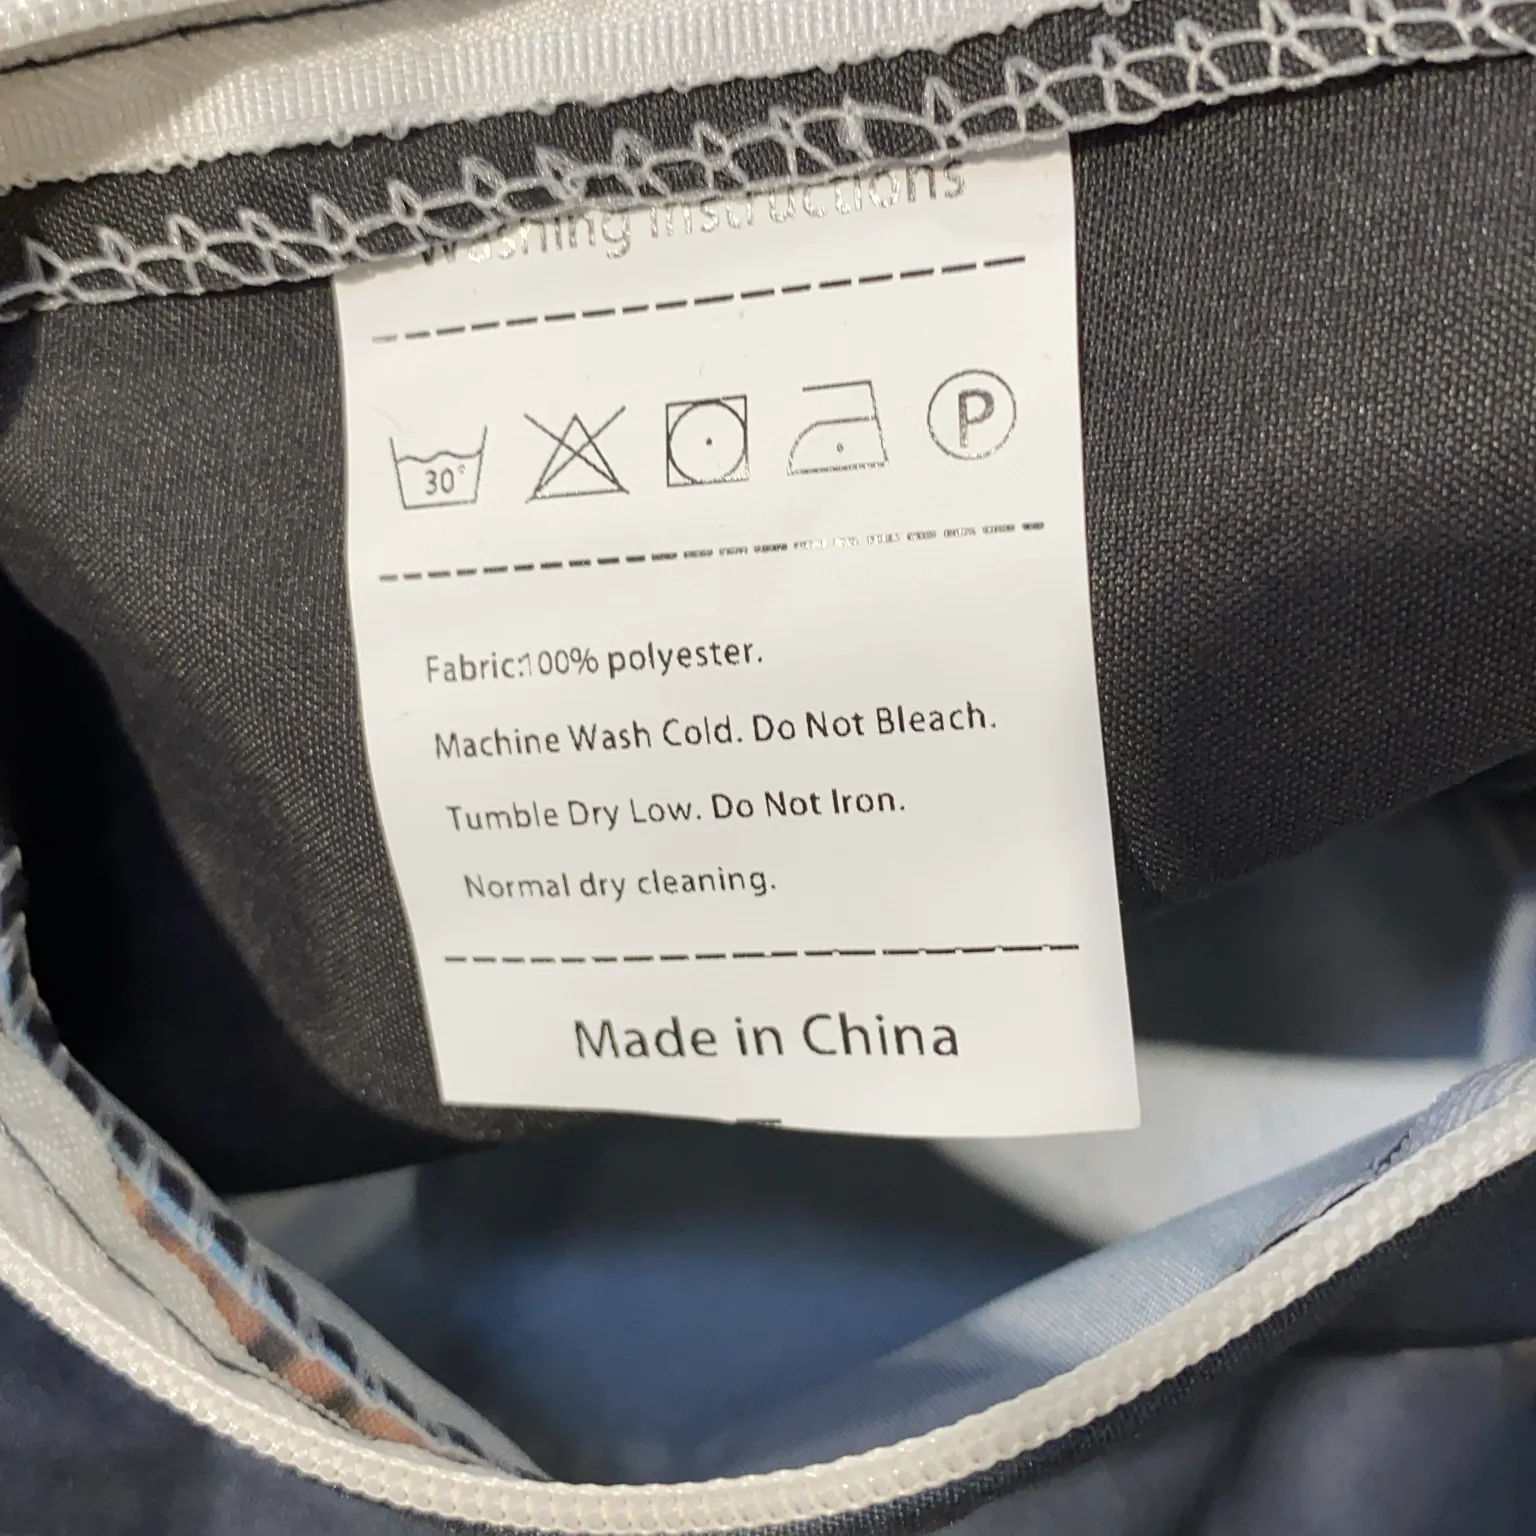 Washing Instructions
30°
P
Fabric:100% polyester.
Machine Wash Cold. Do Not Bleach.
Tumble Dry Low. Do Not Iron.
Normal dry cleaning.
Made in China